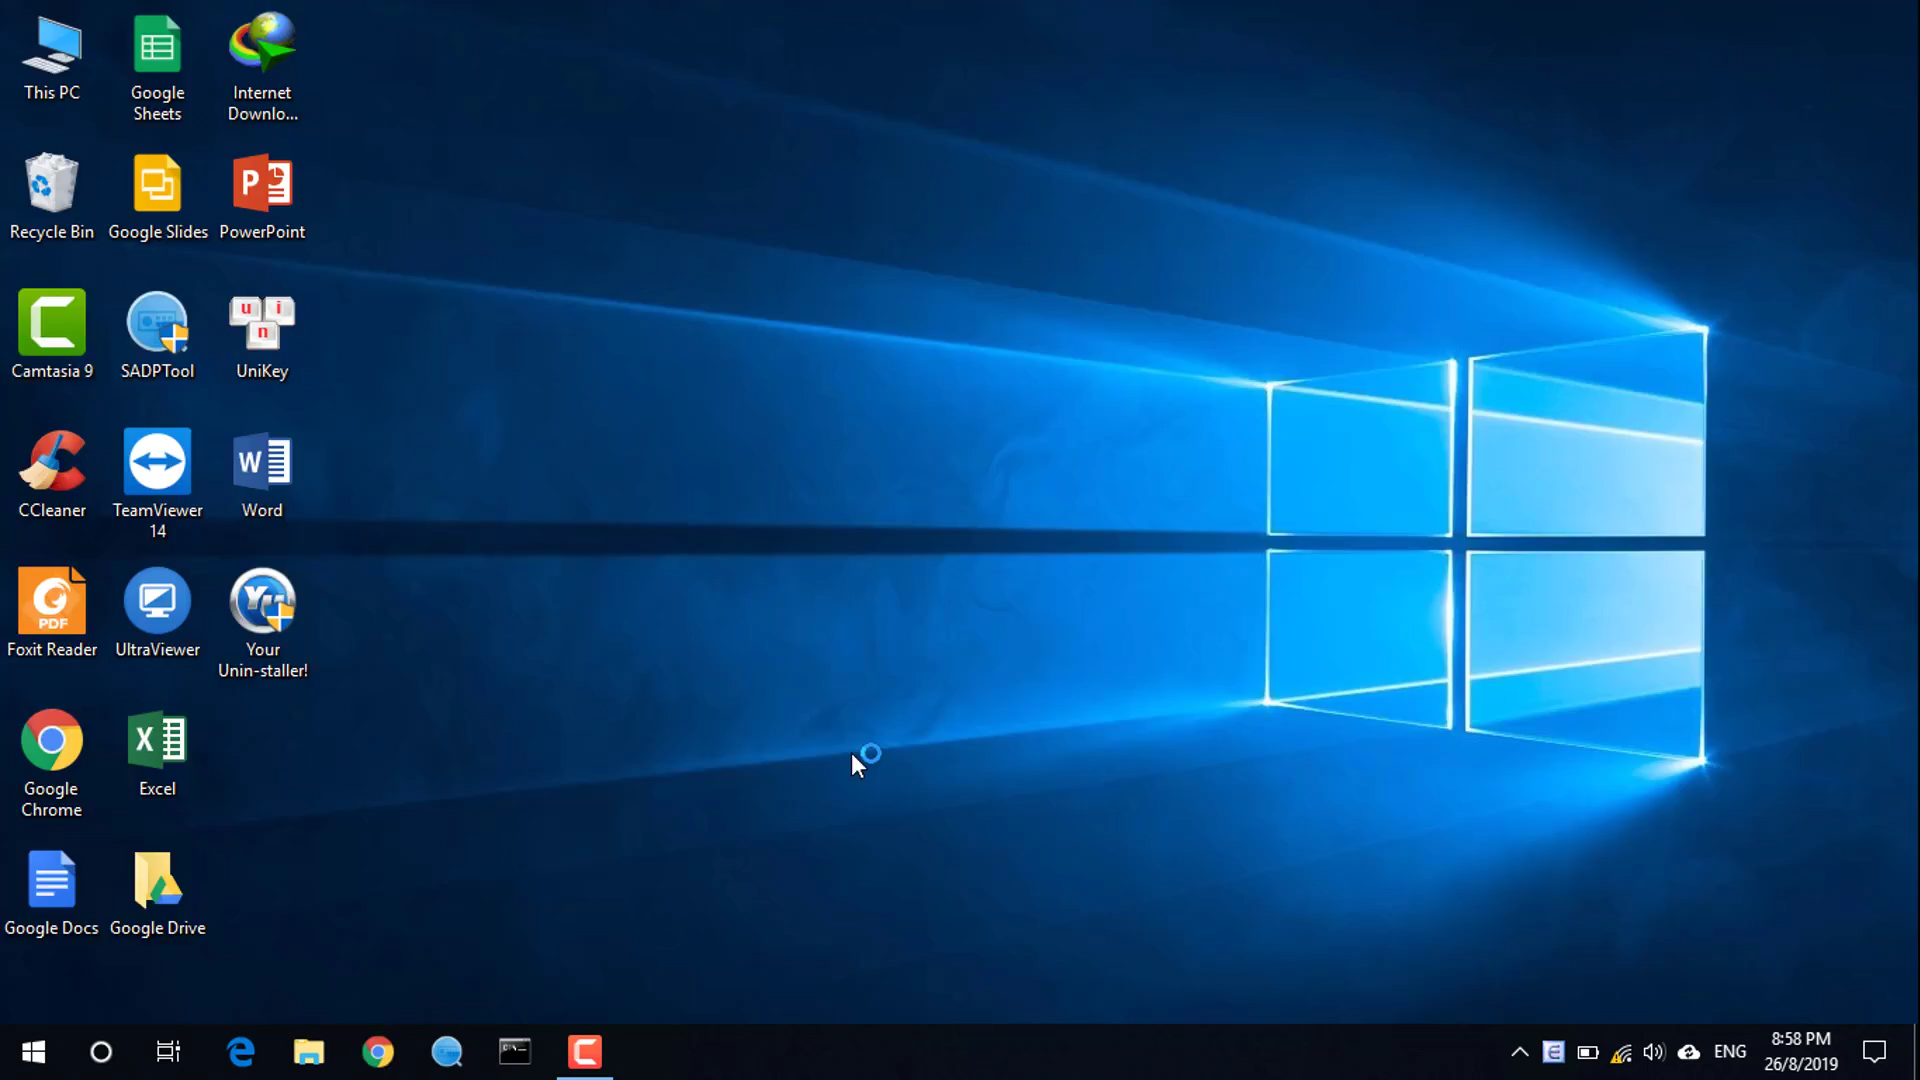 This PC
Google
Sheets
Internet
Downlo...
Recycle Bin
Google Slides
P
PowerPoint
Camtasia 9
SADPTool
u i
n
UniKey
CCleaner
TeamViewer
14
W
Word
PDF
Foxit Reader
UltraViewer
Yu
Your
Unin-staller!
Google
Chrome
X
Excel
Google Docs
Google Drive
E
ENG
8:58 PM
26/8/2019